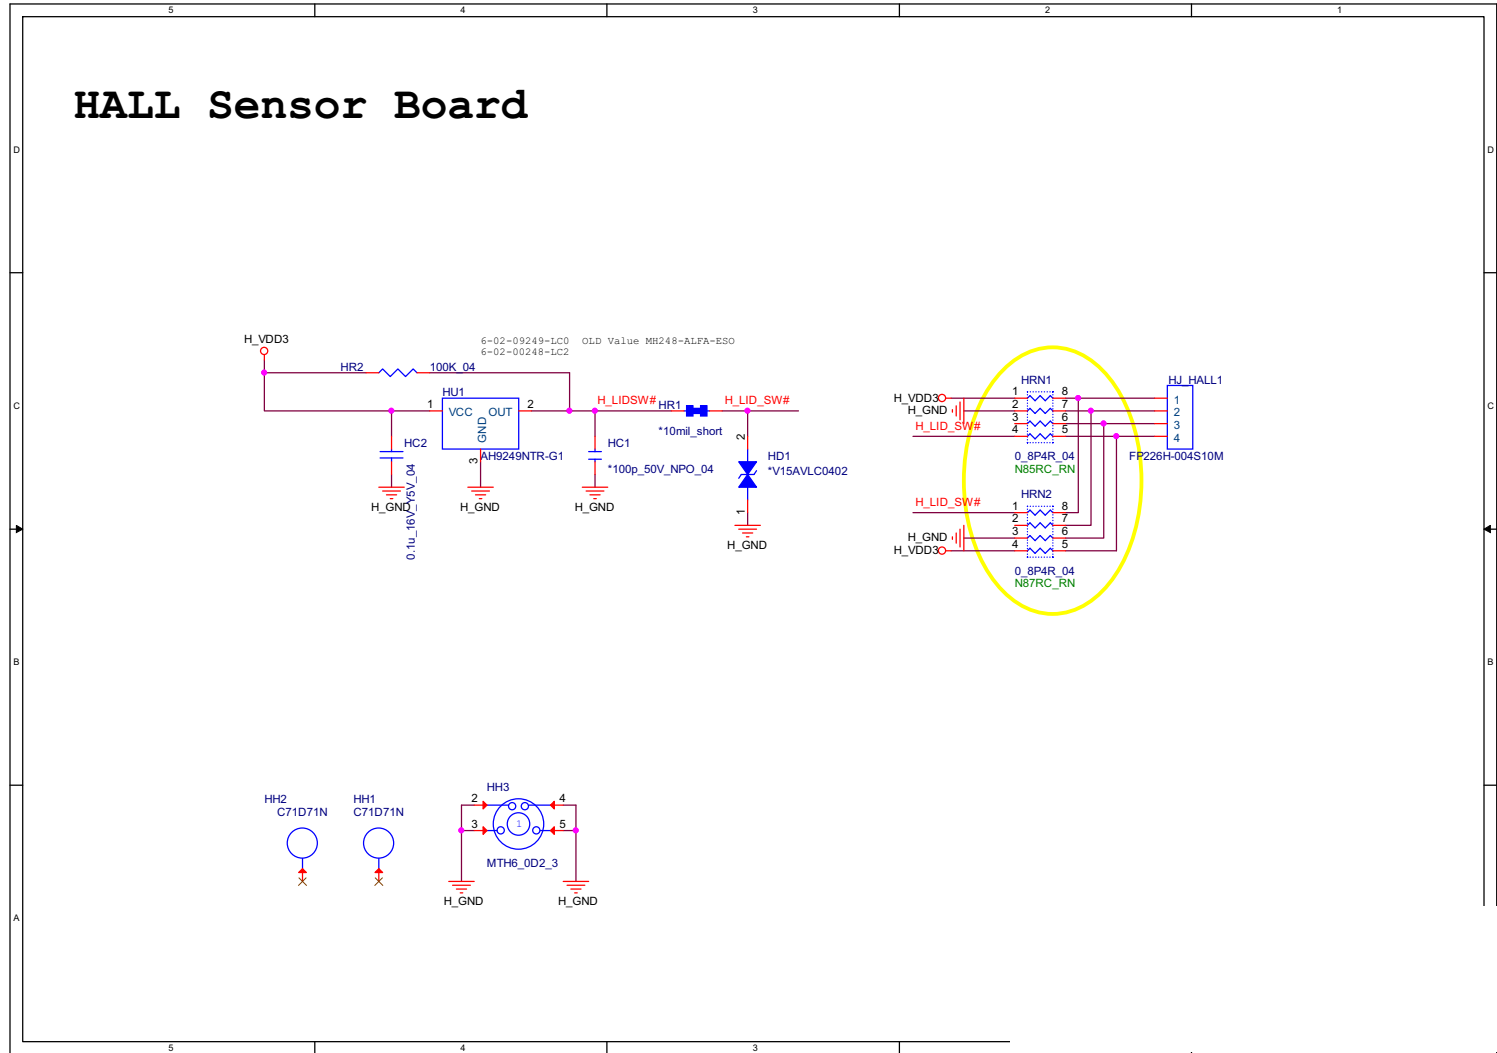 5 4 3 2 1
HALL Sensor Board
D D
H_VDD3
6-02-09249-LC0 OLD Value MH248-ALFA-ESO
6-02-00248-LC2
HR2 100K_04
HU1
1 VCC OUT 2
GND
3
AH9249NTR-G1
H_LIDSW# HR1 H_LID_SW#
*10mil_short
HC2
0.1u_16V_Y5V_04
HC1
*100p_50V_NPO_04
2
HD1
*V15AVLC0402
1
H_GND H_GND H_GND
H_GND
C C
HRN1
HJ_HALL1
H_VDD3 1 8 1
H_GND 2 7 2
3 6 3
H_LID_SW# 4 5 4
0_8P4R_04
N85RC_RN
FP226H-004S10M
HRN2
H_LID_SW# 1 8
2 7
H_GND 3 6
H_VDD3 4 5
0_8P4R_04
N87RC_RN
B B
HH2
C71D71N
HH1
C71D71N
HH3
2 4
3 1 5
MTH6_0D2_3
H_GND H_GND
A
5 4 3